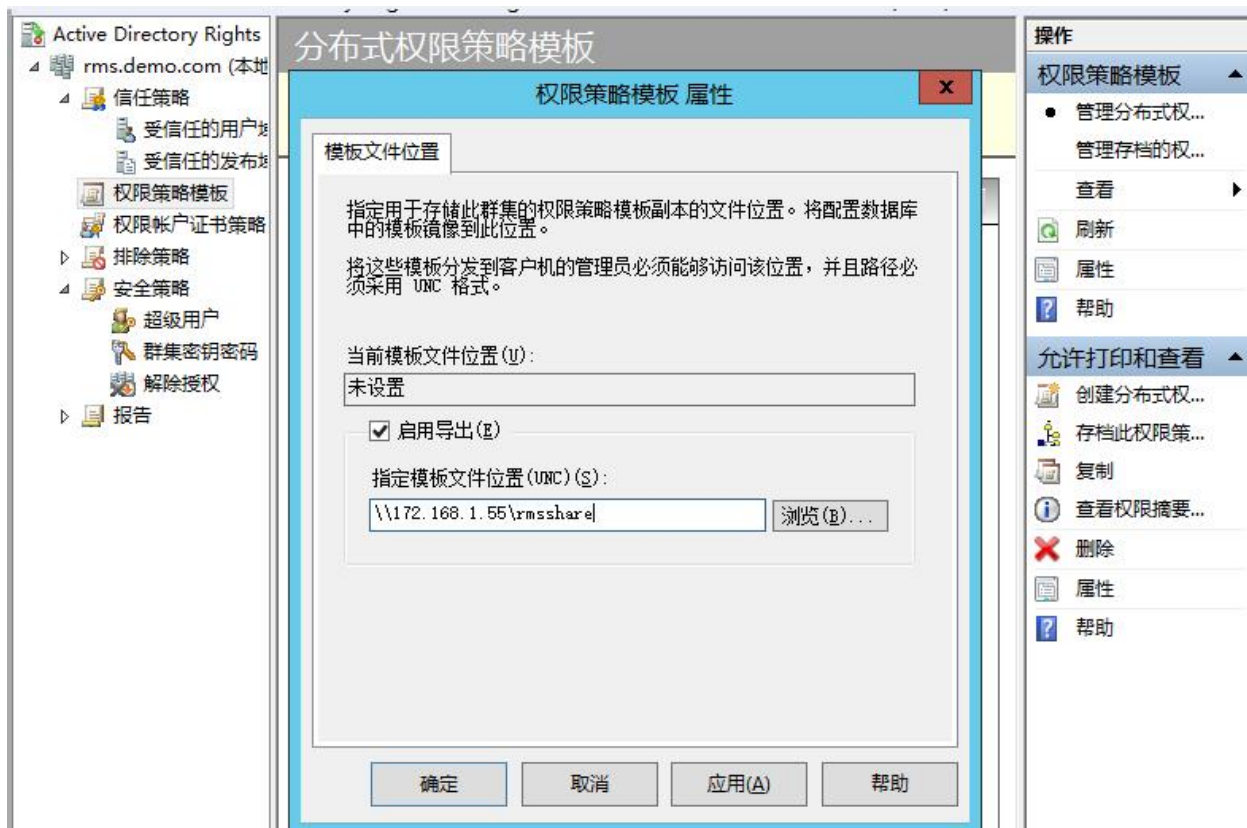 Active Directory Rights
rms.demo.com (本地
信任策略
受信任的用户域
受信任的发布域
权限策略模板
权限帐户证书策略
排除策略
安全策略
超级用户
群集密钥密码
解除授权
报告
分布式权限策略模板
权限策略模板 属性
x
模板文件位置
指定用于存储此群集的权限策略模板副本的文件位置。将配置数据库
中的模板镜像到此位置。
将这些模板分发到客户机的管理员必须能够访问该位置，并且路径必
须采用 UNC 格式。
当前模板文件位置(U):
未设置
启用导出(E)
指定模板文件位置(UNC)(S):
\\172.168.1.55\rmsshare
浏览(B)...
确定
取消
应用(A)
帮助
操作
权限策略模板
管理分布式权...
管理存档的权...
查看
刷新
属性
帮助
允许打印和查看
创建分布式权...
存档此权限策...
复制
查看权限摘要...
删除
属性
帮助